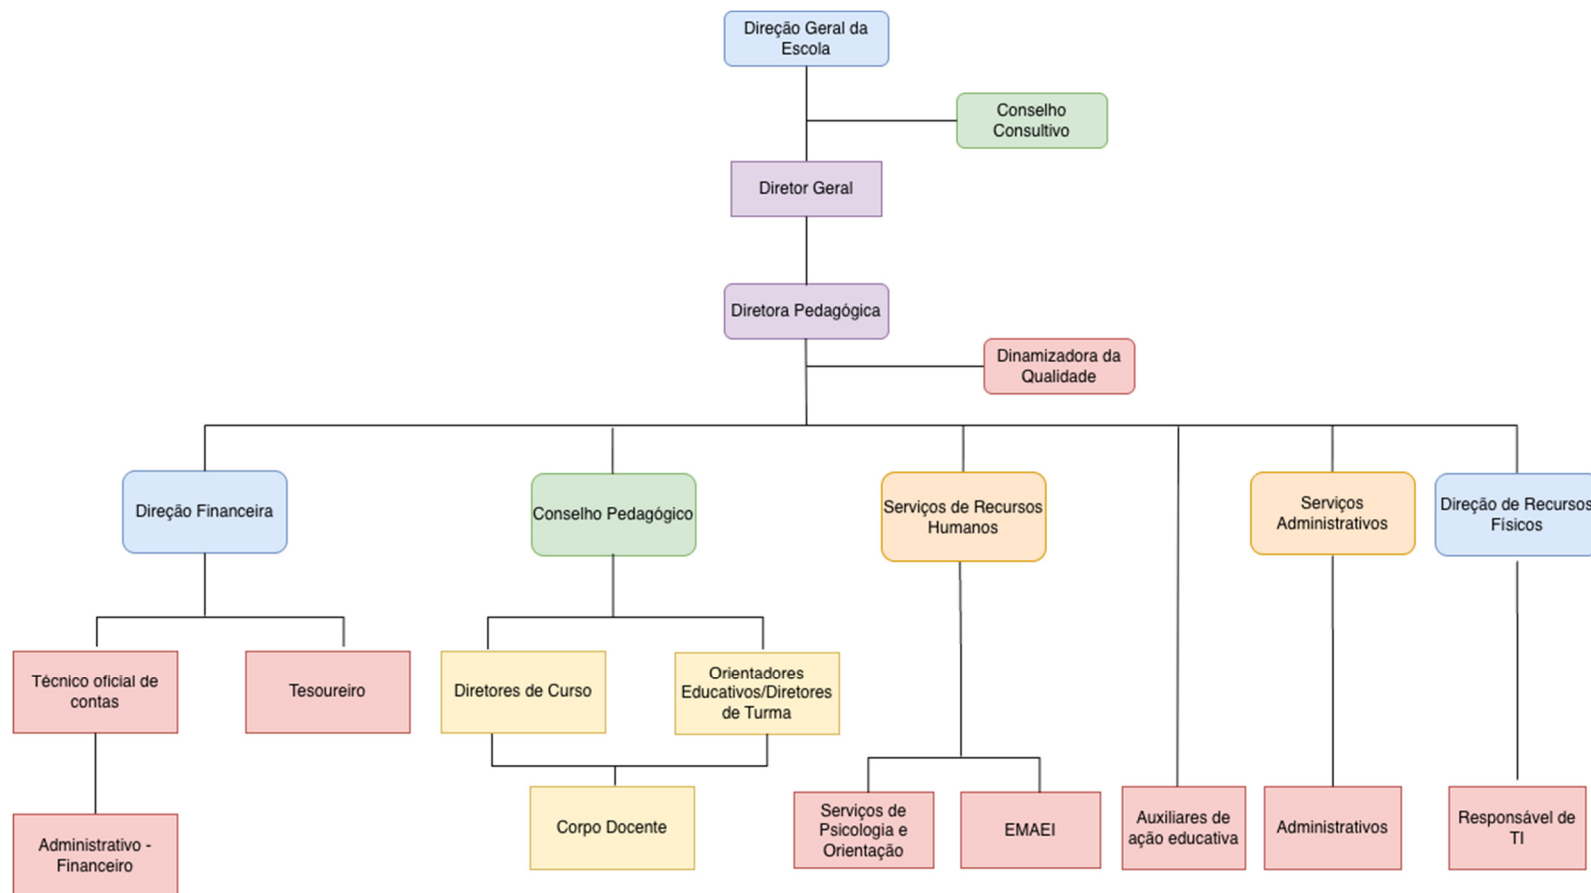 Direção Geral da
Escola
Conselho
Consultivo
Diretor Geral
Diretora Pedagógica
Dinamizadora da
Qualidade
Direção Financeira
Conselho Pedagógico
Serviços de Recursos
Humanos
Serviços
Administrativos
Direção de Recursos
Físicos
Técnico oficial de
contas
Tesoureiro
Diretores de Curso
Orientadores
Educativos/Diretores
de Turma
Administrativo -
Financeiro
Corpo Docente
Serviços de
Psicologia e
Orientação
EMAEI
Auxiliares de
ação educativa
Administrativos
Responsável de
TI